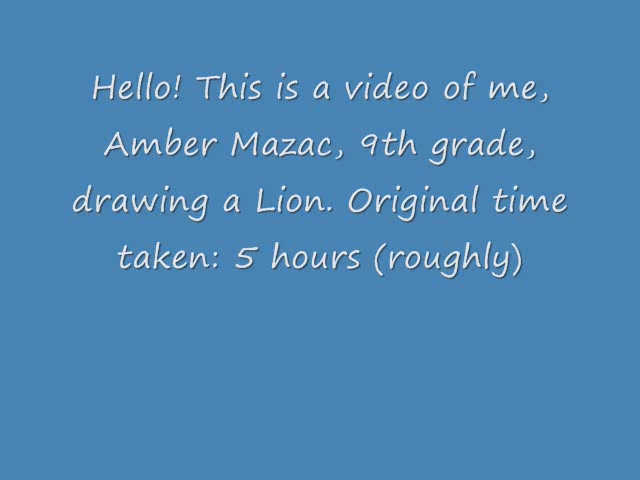 Hello! This is a video of me,
Amber Mazac, 9th grade,
drawing a Lion. Original time
taken: 5 hours (roughly)